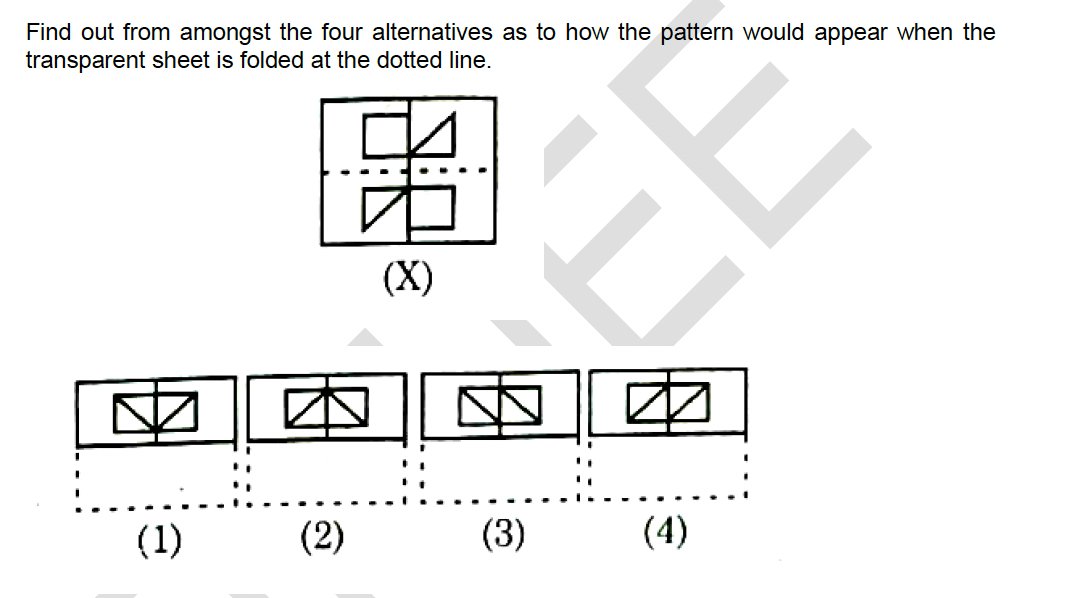 Find out from amongst the four alternatives as to how the pattern would appear when the
transparent sheet is folded at the dotted line.
(X)
(1) (2) (3) (4)